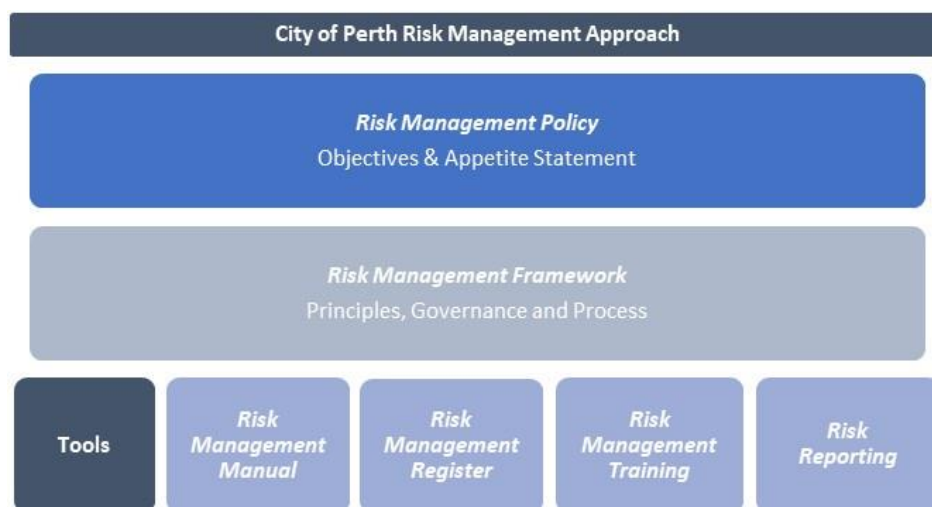 City of Perth Risk Management Approach
Risk Management Policy
Objectives & Appetite Statement
Risk Management Framework
Principles, Governance and Process
Tools
Risk
Management
Manual
Risk
Management
Register
Risk
Management
Training
Risk
Reporting